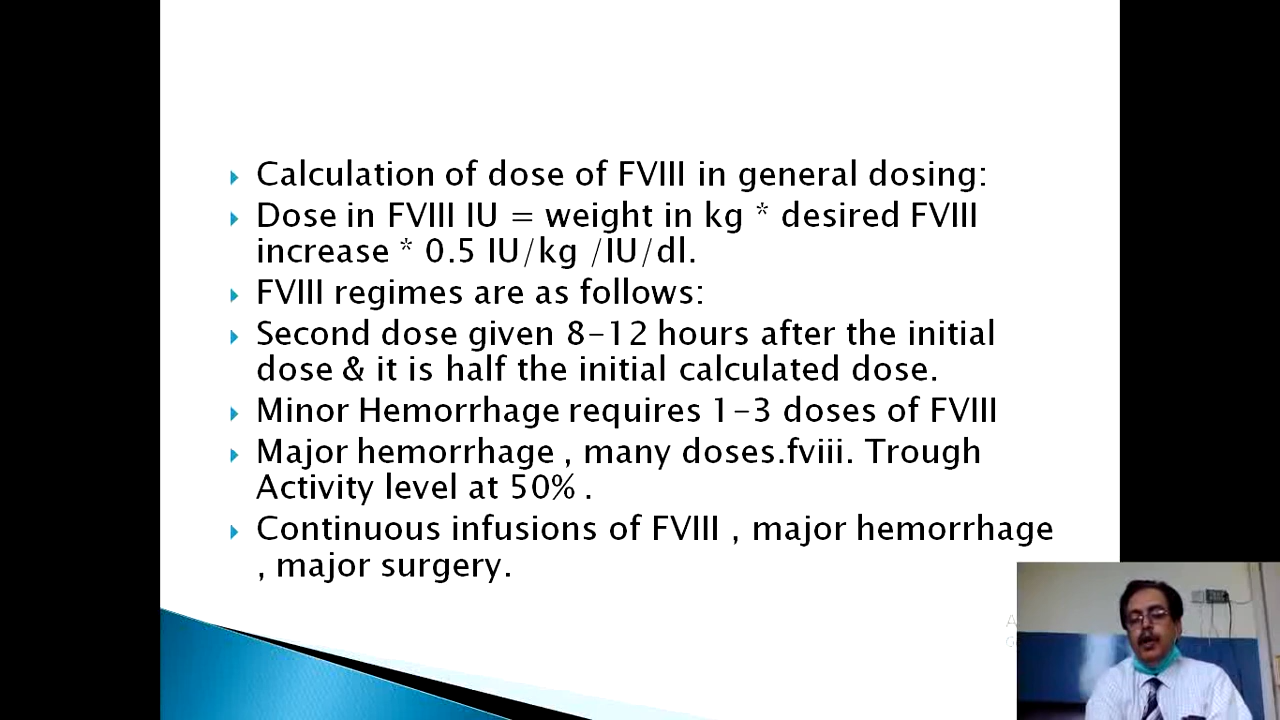 Calculation of dose of FVIII in general dosing:
Dose in FVIII IU = weight in kg * desired FVIII
increase * 0.5 IU/kg /IU/dl.
FVIII regimes are as follows:
Second dose given 8-12 hours after the initial
dose & it is half the initial calculated dose.
Minor Hemorrhage requires 1-3 doses of FVIII
Major hemorrhage , many doses.fviii. Trough
Activity level at 50% .
Continuous infusions of FVIII , major hemorrhage
, major surgery.